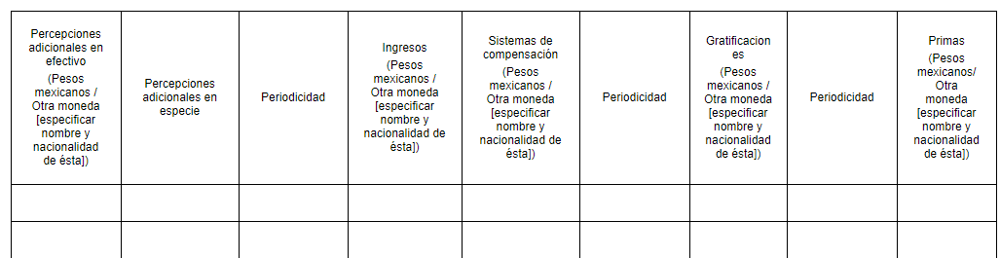 Percepciones
adicionales en
efectivo
(Pesos
mexicanos /
Otra moneda
[especificar
nombre y
nacionalidad
de ésta])
Percepciones
adicionales en
especie
Periodicidad
Ingresos
(Pesos
mexicanos /
Otra moneda
[especificar
nombre y
nacionalidad de
ésta])
Sistemas de
compensación
(Pesos
mexicanos /
Otra moneda
[especificar
nombre y
nacionalidad de
ésta])
Periodicidad
Gratificacion
es
(Pesos
mexicanos /
Otra moneda
[especificar
nombre y
nacionalidad
de ésta])
Periodicidad
Primas
(Pesos
mexicanos/
Otra
moneda
[especificar
nombre y
nacionalidad
de ésta])